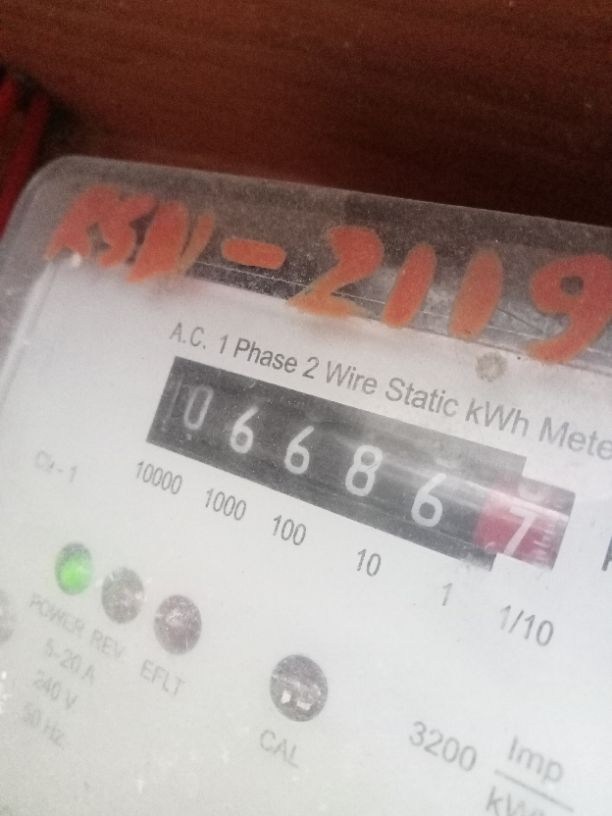 KSN-2119
A.C. 1 Phase 2 Wire Static kWh Mete
066867
10000 1000 100 10 1 1/10
POWER REV EFLT
CAL
5-20 A
240 V
50 Hz
3200 Imp